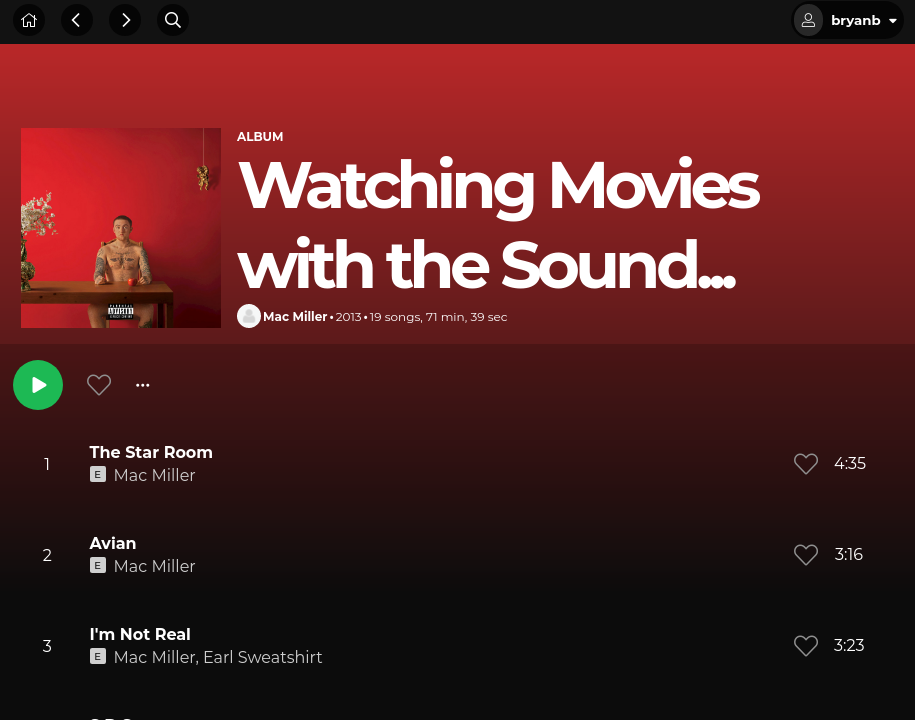 bryanb
ALBUM
Watching Movies
with the Sound...
Mac Miller • 2013 • 19 songs, 71 min, 39 sec
1
The Star Room
E Mac Miller
4:35
2
Avian
E Mac Miller
3:16
3
I'm Not Real
E Mac Miller, Earl Sweatshirt
3:23